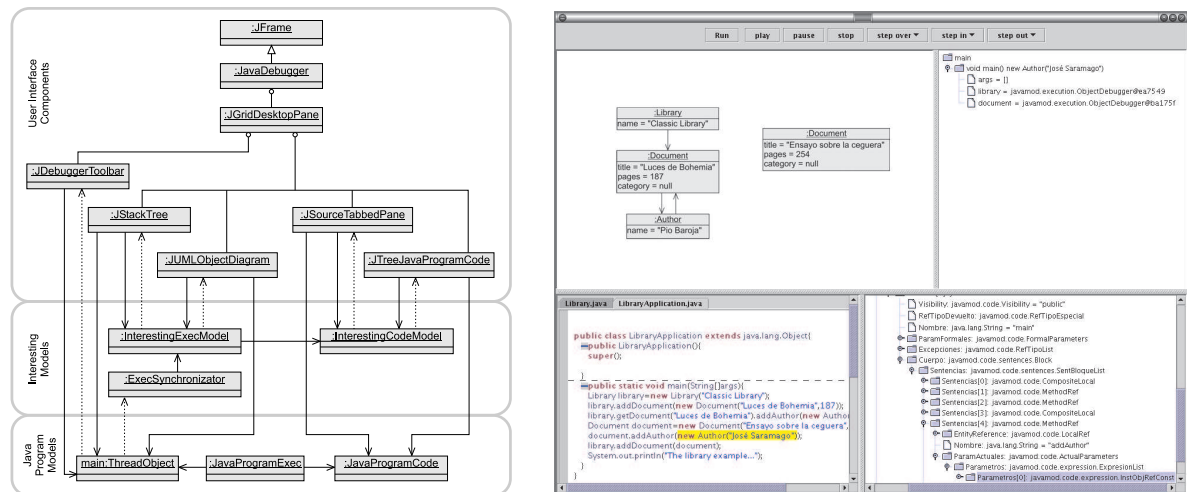 User Interface
Components
:JFrame
:JavaDebugger
:JGridDesktopPane
:JDebuggerToolbar
:JStackTree
:JSourceTabbedPane
:JUMLObjectDiagram
:JTreeJavaProgramCode
Interesting
Models
:InterestingExecModel
:InterestingCodeModel
:ExecSynchronizator
Java
Program
Models
main:ThreadObject
:JavaProgramExec
:JavaProgramCode
Run play pause stop step over step in step out
:Library
name = "Classic Library"
:Document
title = "Luces de Bohemia"
pages = 187
category = null
:Author
name = "Pio Baroja"
:Document
title = "Ensayo sobre la ceguera"
pages = 254
category = null
main
void main() new Author("José Saramago")
args = []
library = javamod.execution.ObjectDebugger@ea7549
document = javamod.execution.ObjectDebugger@ba175f
Library.java LibraryApplication.java
public class LibraryApplication extends java.lang.Object{
public LibraryApplication(){
super();
}
public static void main(String[]args){
Library library=new Library("Classic Library");
library.addDocument(new Document("Luces de Bohemia",187));
library.getDocument("Luces de Bohemia").addAuthor(new Autho
Document document=new Document("Ensayo sobre la ceguera",
document.addAuthor(new Author("José Saramago"));
library.addDocument(document);
System.out.println("The library example...");
}
}
Visibility: javamod.code.Visibility = "public"
RefTipoDevuelto: javamod.code.RefTipoEspecial
Nombre: java.lang.String = "main"
ParamFormales: javamod.code.FormalParameters
Excepciones: javamod.code.RefTipoList
Cuerpo: javamod.code.sentences.Block
Sentencias: javamod.code.sentences.SentBloqueList
Sentencias[0]: javamod.code.CompositeLocal
Sentencias[1]: javamod.code.MethodRef
Sentencias[2]: javamod.code.MethodRef
Sentencias[3]: javamod.code.CompositeLocal
Sentencias[4]: javamod.code.MethodRef
EntityReference: javamod.code.LocalRef
Nombre: java.lang.String = "addAuthor"
ParamActuales: javamod.code.ActualParameters
Parametros: javamod.code.expression.ExpresionList
Parametros[0]: javamod.code.expression.InstObjRefConst